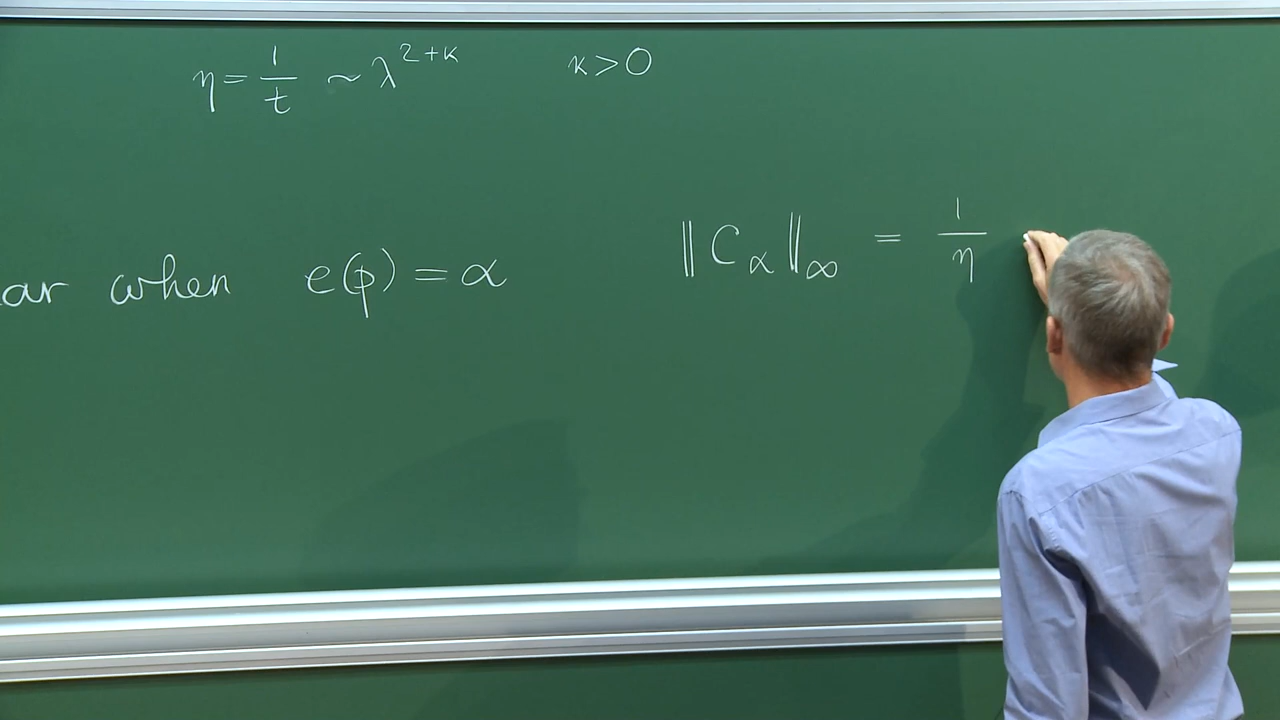 η = 1/t ~ λ^{2+κ} κ > 0
‖C_α‖_∞ = 1/η
ar when e(p) = α